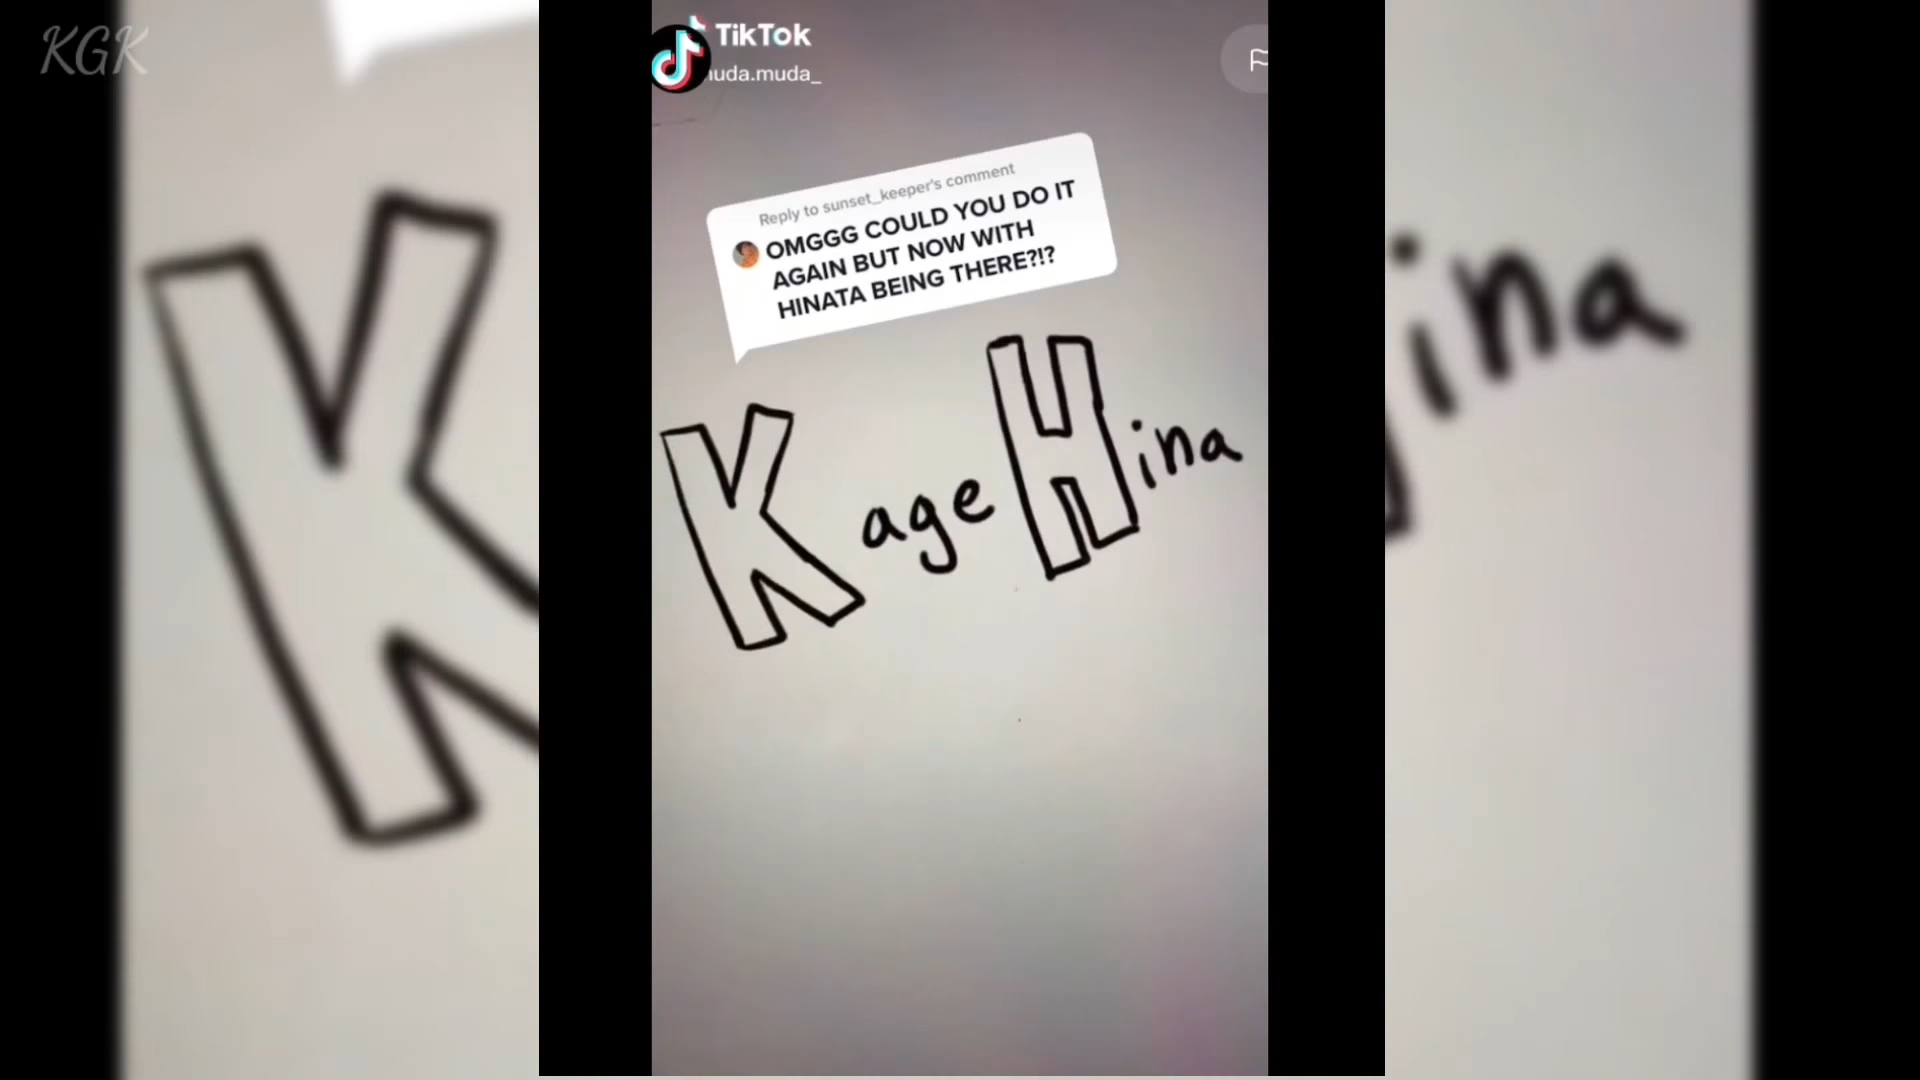 KGK
TikTok
uda.muda_
Reply to sunset_keeper's comment
OMGGG COULD YOU DO IT
AGAIN BUT NOW WITH
HINATA BEING THERE?!?
KageHina
ina